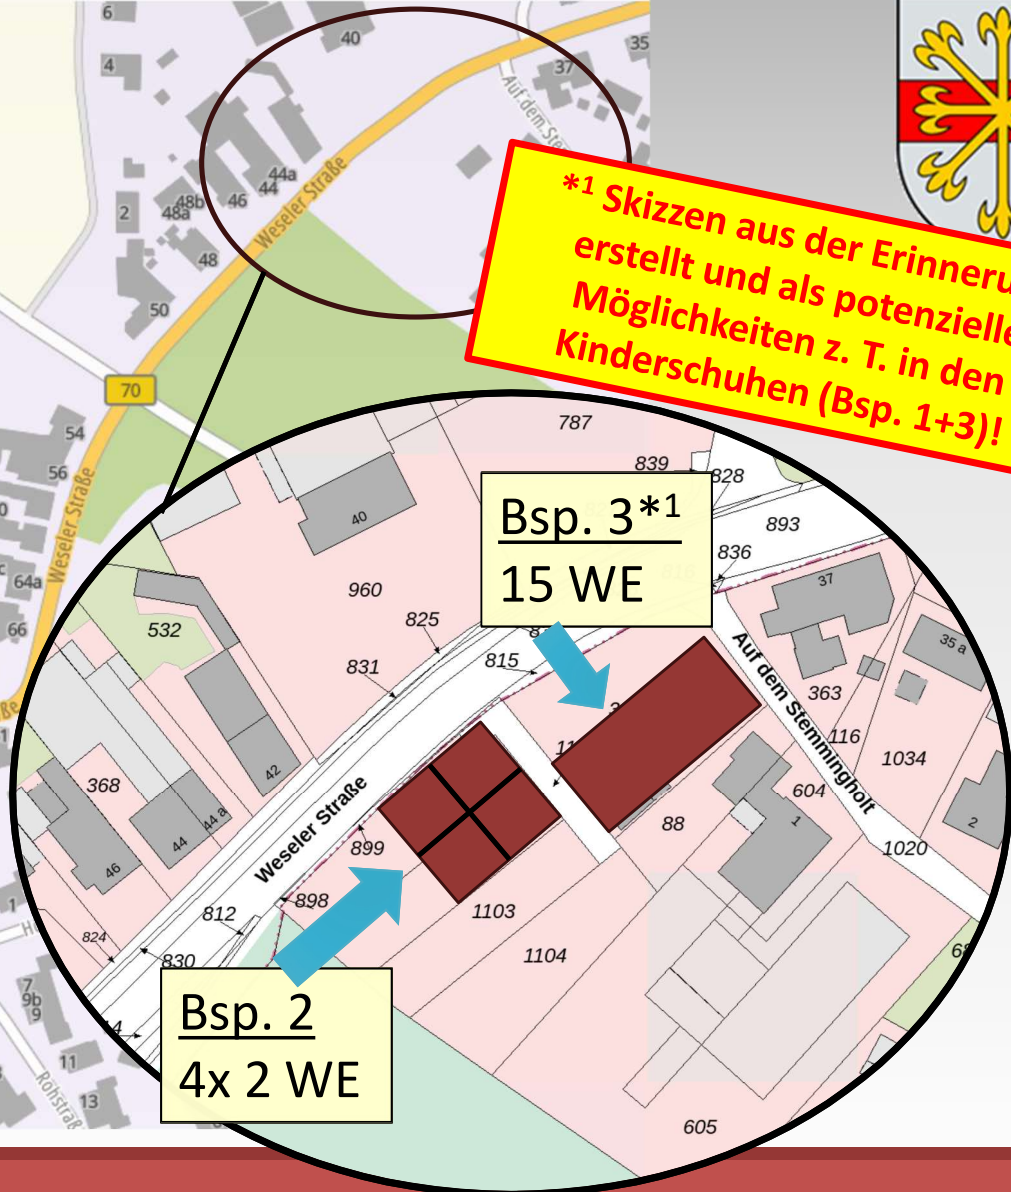 6
40
35
4
37
Auf dem Ste
44a
44
46
48b
48a
2
Weseler Straße
48
50
*1 Skizzen aus der Erinneru
erstellt und als potenzielle
Möglichkeiten z. T. in den
Kinderschuhen (Bsp. 1+3)!
70
54
56
Weseler Straße
64a
66
787
839
828
40
Bsp. 3*1
15 WE
893
836
37
960
825
532
831
815
35 a
Auf dem Stemmingholt
363
116
1034
42
368
604
44 a
44
46
Weseler Straße
899
88
1
2
1020
898
812
1103
824
830
1104
7
9b
9
Bsp. 2
4x 2 WE
11
13
Rohstraß
605